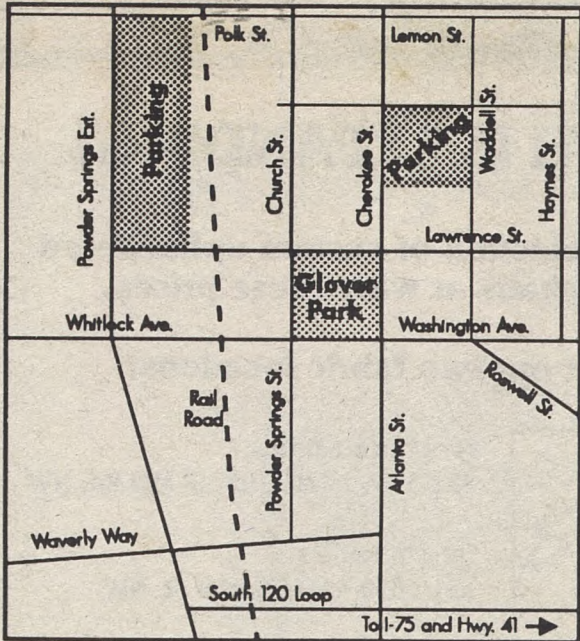 Polk St.
Lemon St.
Powder Springs Ext.
Parking
Church St.
Cherokee St.
Parking
Waddell St.
Haynes St.
Lawrence St.
Glover
Park
Whitlock Ave.
Washington Ave.
Roswell St.
Rail
Road
Powder Springs St.
Atlanta St.
Waverly Way
South 120 Loop
To I-75 and Hwy. 41